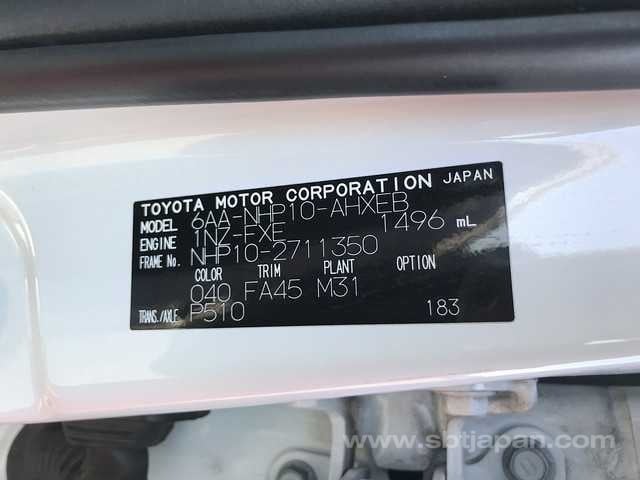 TOYOTA MOTOR CORPORATION JAPAN
MODEL 6AA-NHP10-AHXEB
ENGINE 1NZ-FXE 1496 mL
FRAME No. NHP10-2711350
COLOR TRIM PLANT OPTION
040 FA45 M31
TRANS./AXLE P510 183
www.sbtjapan.com